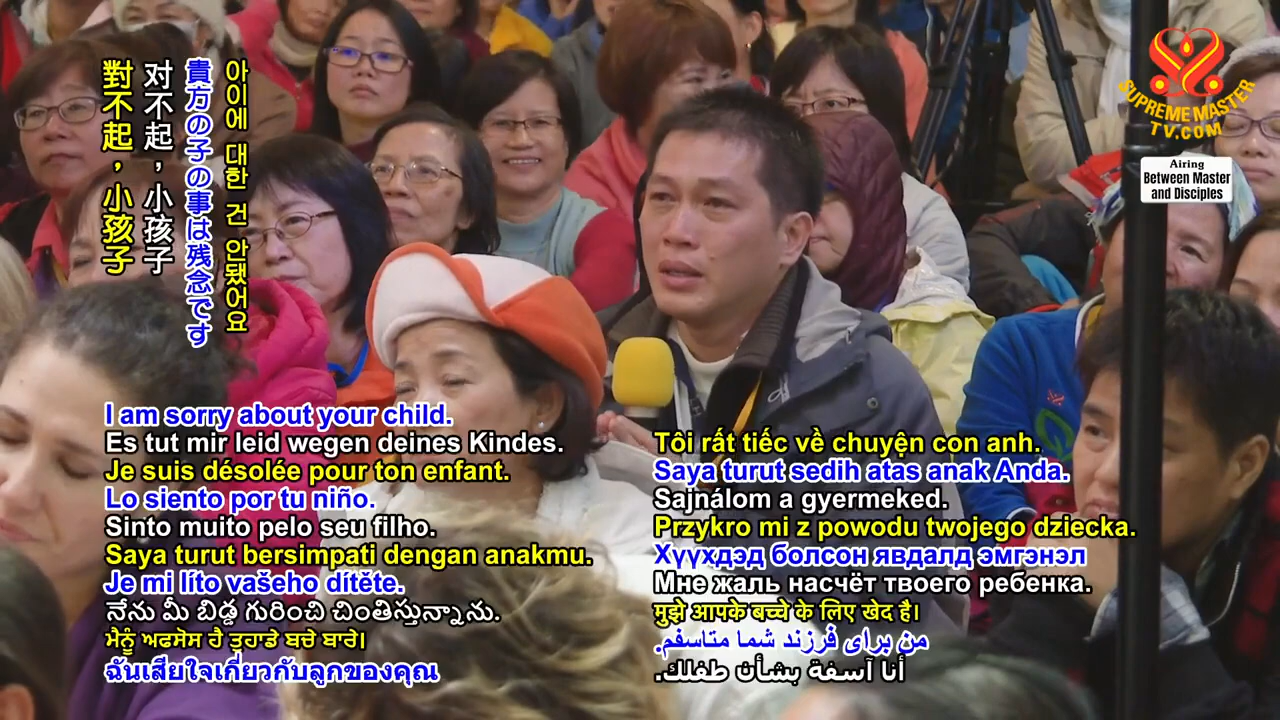 對不起，小孩子
对不起，小孩子
貴方の子の事は残念です
아이에 대한 건 안됐어요
SUPREME MASTER
TV.COM
Airing
Between Master
and Disciples
I am sorry about your child.
Es tut mir leid wegen deines Kindes.
Je suis désolée pour ton enfant.
Lo siento por tu niño.
Sinto muito pelo seu filho.
Saya turut bersimpati dengan anakmu.
Je mi líto vašeho dítěte.
నేను మీ బిడ్డ గురించి చింతిస్తున్నాను.
ਮੈਨੂੰ ਅਫਸੋਸ ਹੈ ਤੁਹਾਡੇ ਬਚੇ ਬਾਰੇ।
ฉันเสียใจเกี่ยวกับลูกของคุณ
Tôi rất tiếc về chuyện con anh.
Saya turut sedih atas anak Anda.
Sajnálom a gyermeked.
Przykro mi z powodu twojego dziecka.
Хүүхдэд болсон явдалд эмгэнэл
Мне жаль насчёт твоего ребенка.
मुझे आपके बच्चे के लिए खेद है।
من برای فرزند شما متاسفم.
أنا آسفة بشأن طفلك.